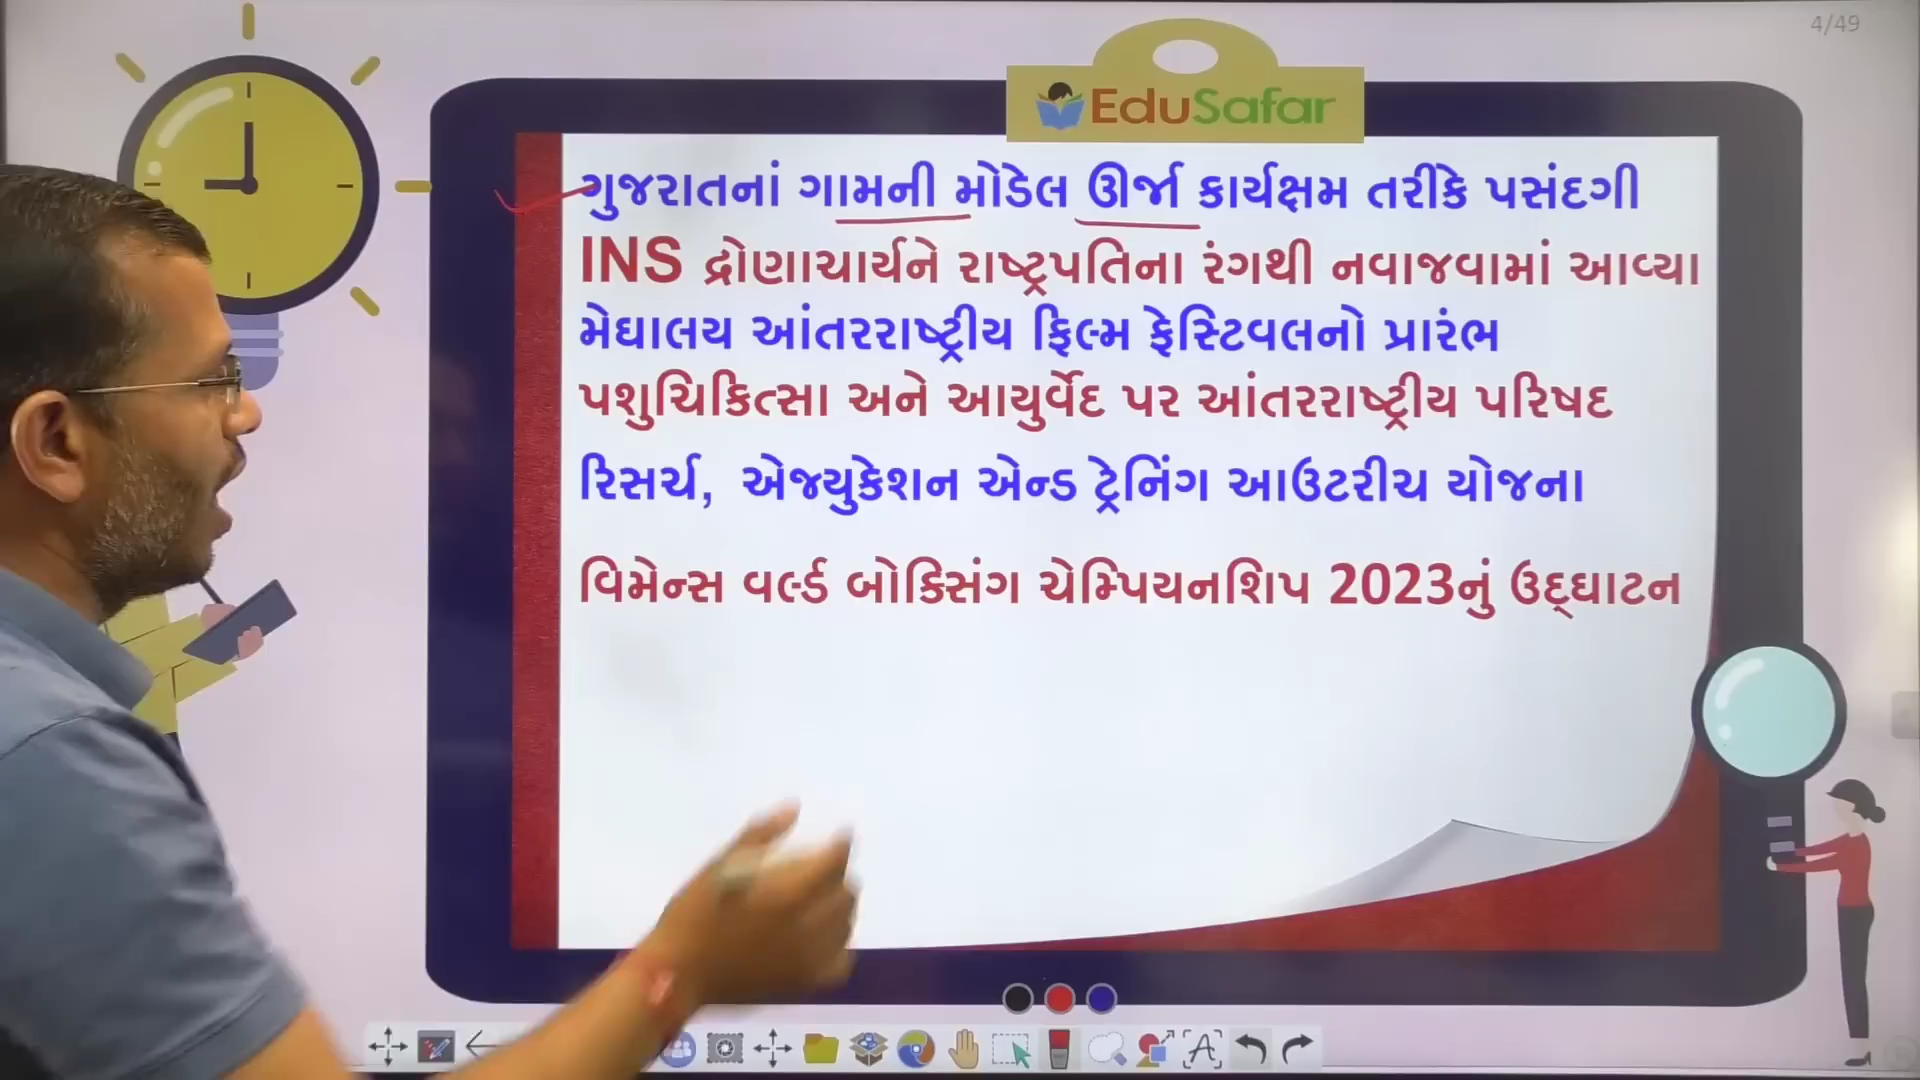 4/49
EduSafar
ગુજરાતનાં ગામની મોડેલ ઊર્જા કાર્યક્ષમ તરીકે પસંદગી
INS દ્રોણાચાર્યને રાષ્ટ્રપતિના રંગથી નવાજવામાં આવ્યા
મેઘાલય આંતરરાષ્ટ્રીય ફિલ્મ ફેસ્ટિવલનો પ્રારંભ
પશુચિકિત્સા અને આયુર્વેદ પર આંતરરાષ્ટ્રીય પરિષદ
રિસર્ચ, એજ્યુકેશન એન્ડ ટ્રેનિંગ આઉટરીચ યોજના
વિમેન્સ વર્લ્ડ બોક્સિંગ ચેમ્પિયનશિપ 2023નું ઉદ્ઘાટન